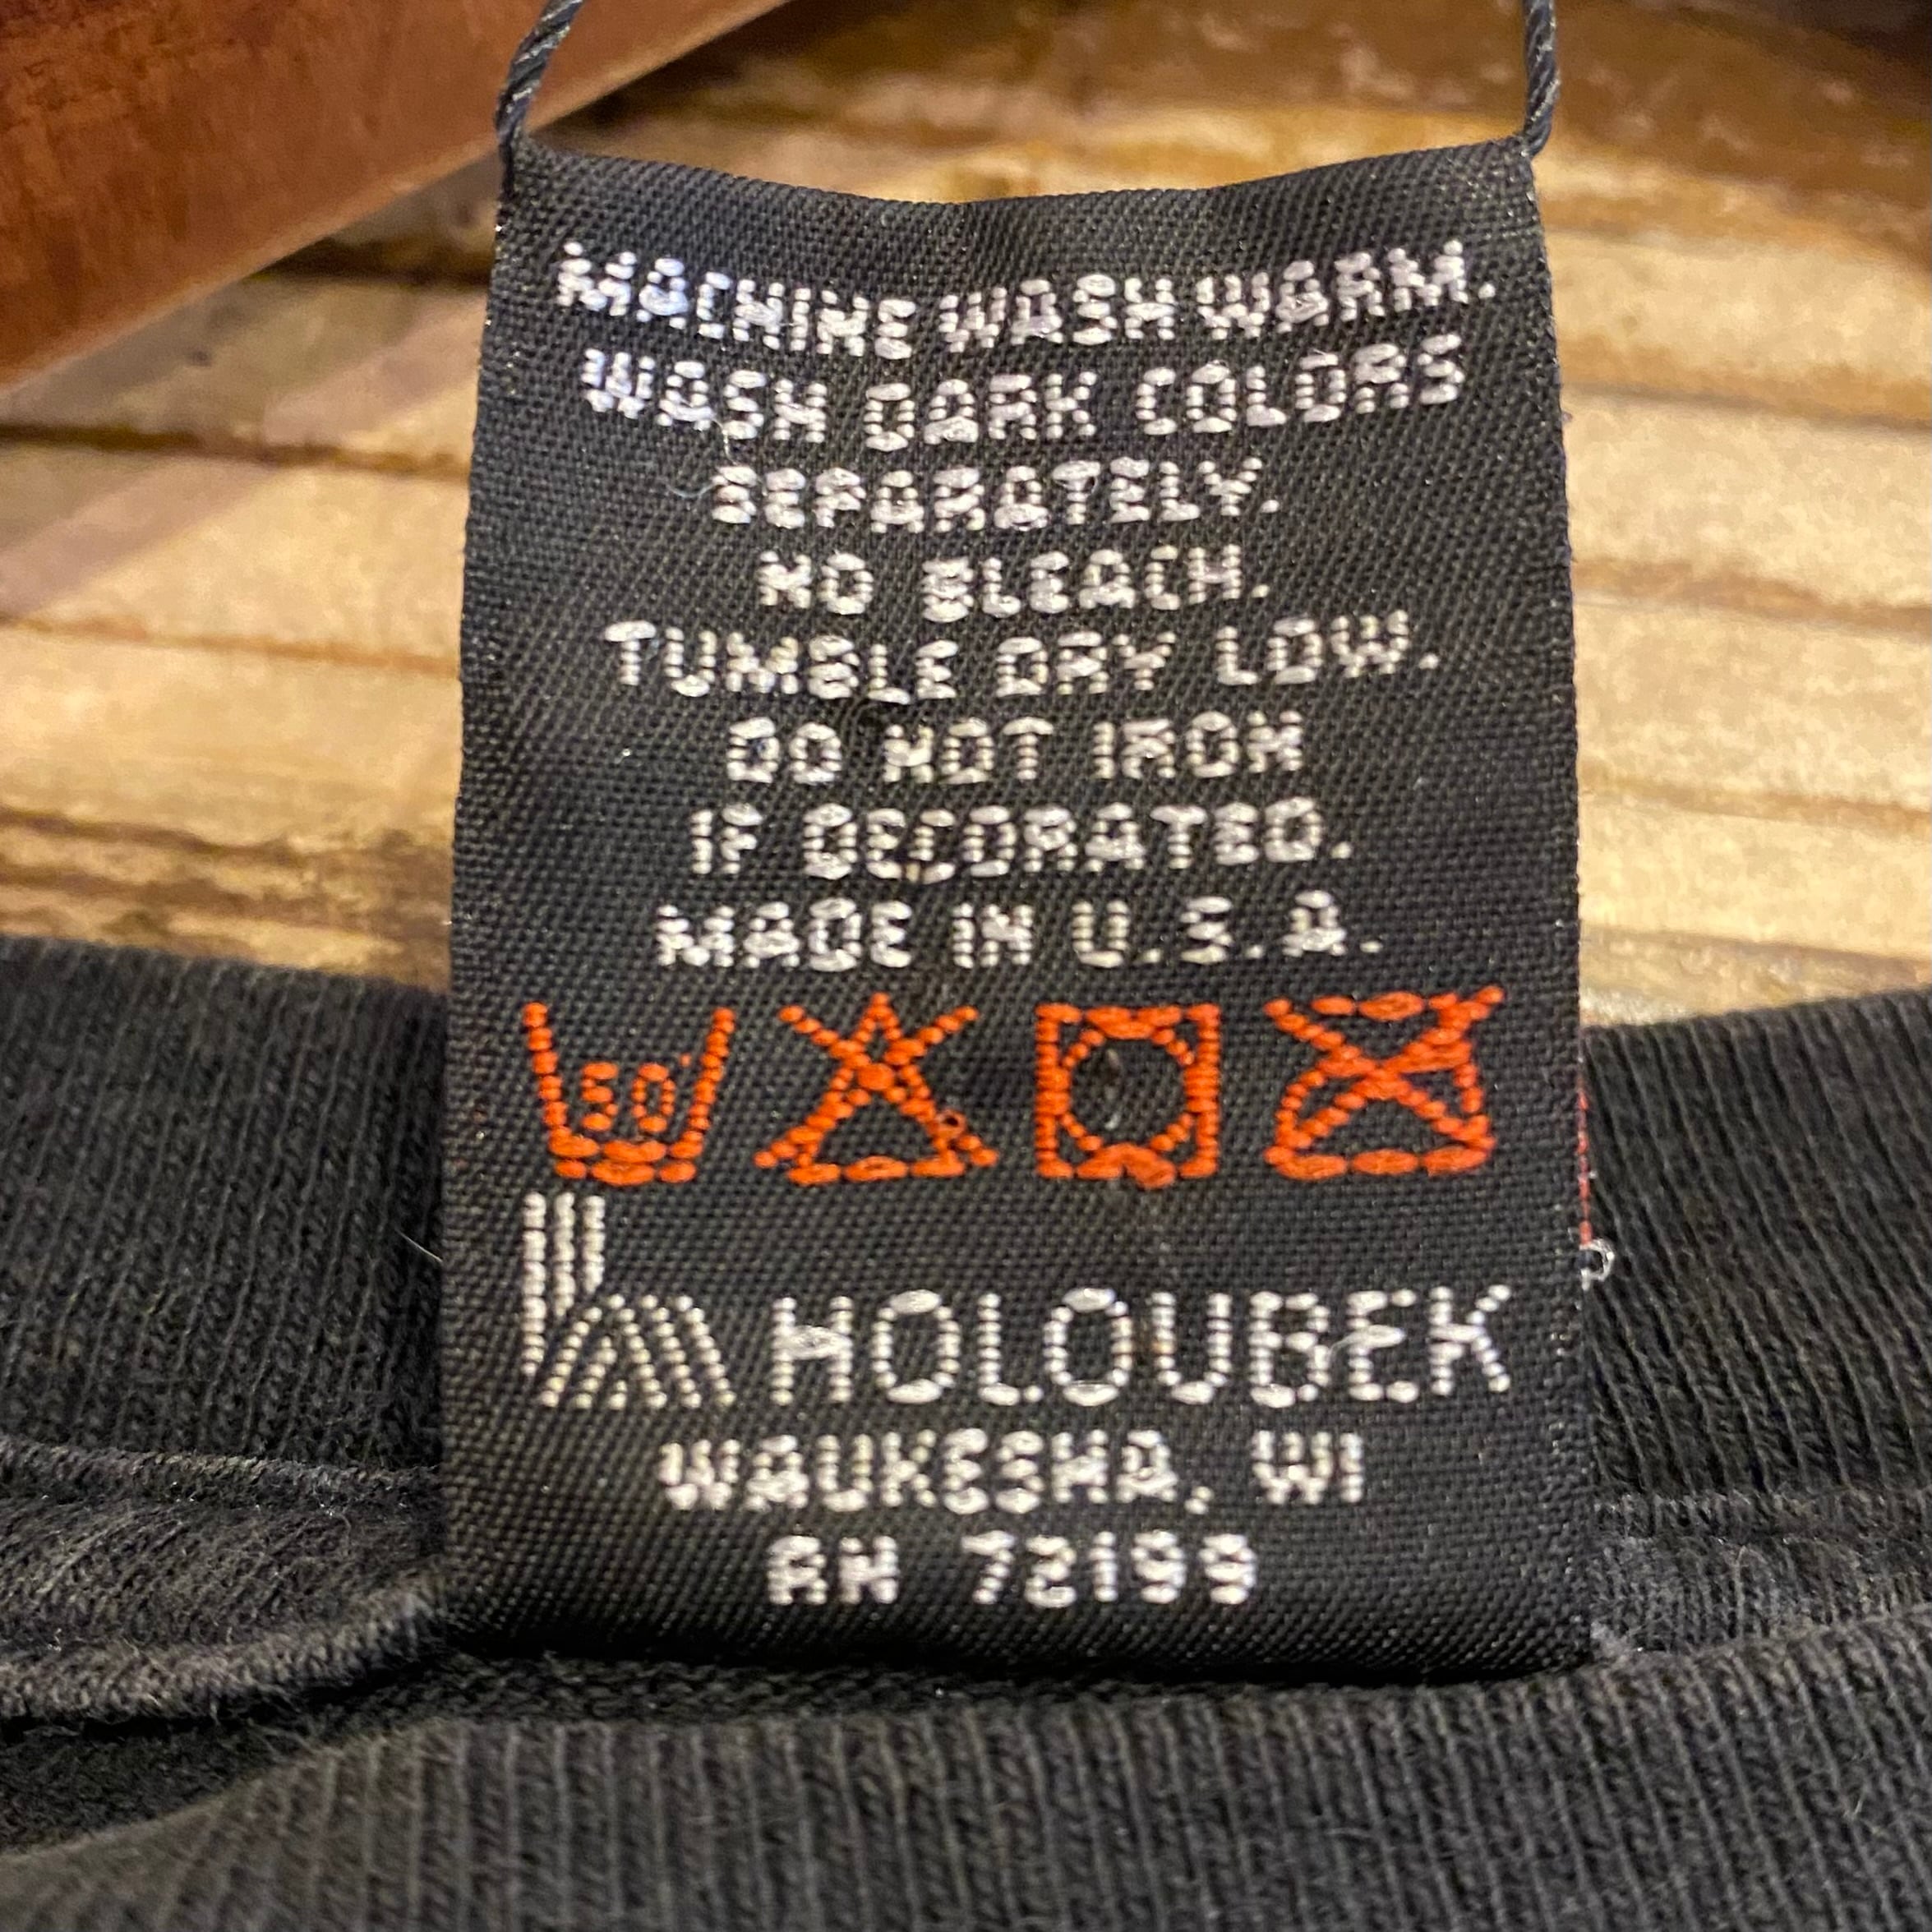 MACHINE WASH WARM.
WASH DARK COLORS
SEPARATELY.
NO BLEACH.
TUMBLE DRY LOW.
DO NOT IRON
IF DECORATED.
MADE IN U.S.A.
50
HOLOUBEK
WAUKESHA, WI
RN 72199